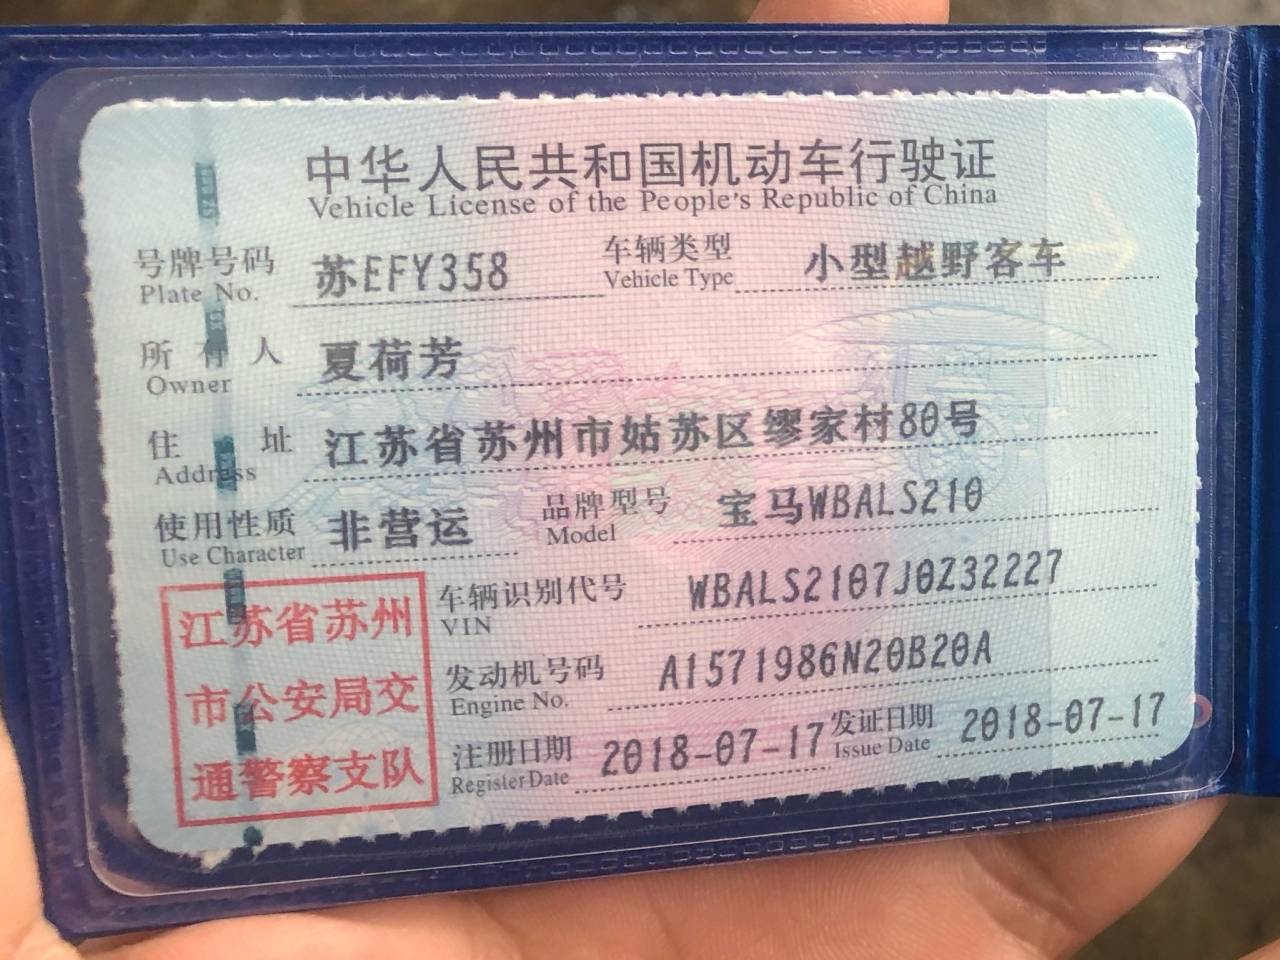 中华人民共和国机动车行驶证
Vehicle License of the People's Republic of China
号牌号码 苏EFY358 车辆类型 小型越野客车
Plate No. Vehicle Type
所有人 夏荷芳
Owner
住址 江苏省苏州市姑苏区缪家村80号
Address
使用性质 非营运 品牌型号 宝马WBALS210
Use Character Model
江苏省苏州
市公安局交
通警察支队
车辆识别代号 WBALS2107J0Z32227
VIN
发动机号码 A1571986N20B20A
Engine No.
注册日期 2018-07-17 发证日期 2018-07-17
Register Date Issue Date